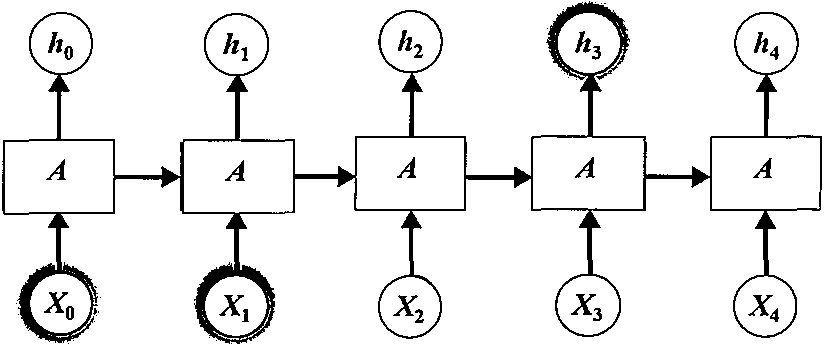 h₀ h₁ h₂ h₃ h₄
A A A A A
X₀ X₁ X₂ X₃ X₄